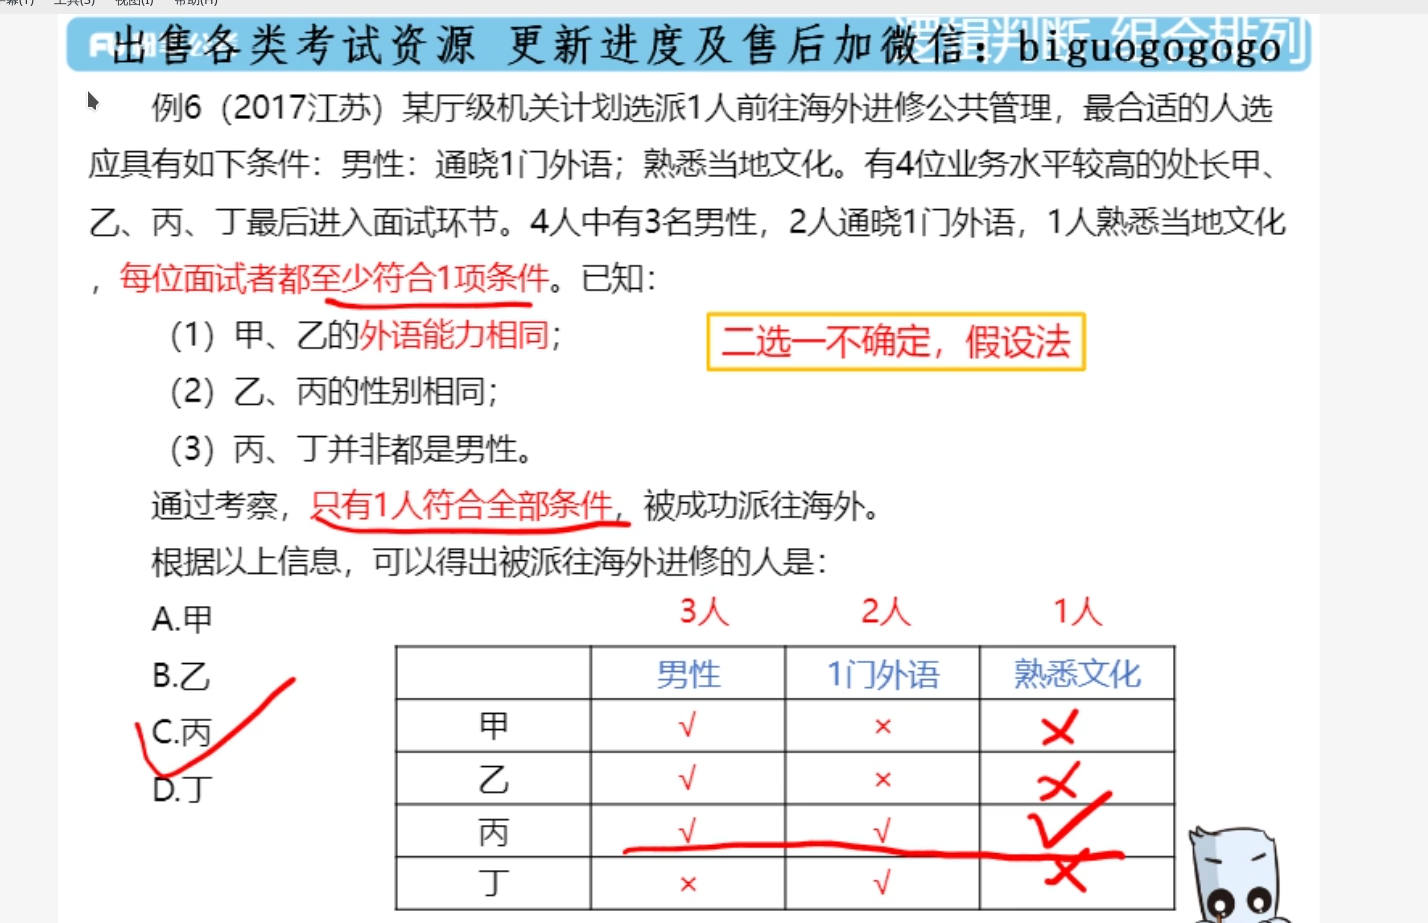 工具(S) 视图(I) 帮助(H)
逻辑判断 组合排列
出售各类考试资源 更新进度及售后加微信：biguogogogo
例6（2017江苏）某厅级机关计划选派1人前往海外进修公共管理，最合适的人选
应具有如下条件：男性：通晓1门外语；熟悉当地文化。有4位业务水平较高的处长甲、
乙、丙、丁最后进入面试环节。4人中有3名男性，2人通晓1门外语，1人熟悉当地文化
，每位面试者都至少符合1项条件。已知：
（1）甲、乙的外语能力相同；
二选一不确定，假设法
（2）乙、丙的性别相同；
（3）丙、丁并非都是男性。
通过考察，只有1人符合全部条件，被成功派往海外。
根据以上信息，可以得出被派往海外进修的人是：
A.甲
B.乙
C.丙
D.丁
3人 2人 1人
男性 1门外语 熟悉文化
甲 √ × ×
乙 √ × ×
丙 √ √ √
丁 × √ ×